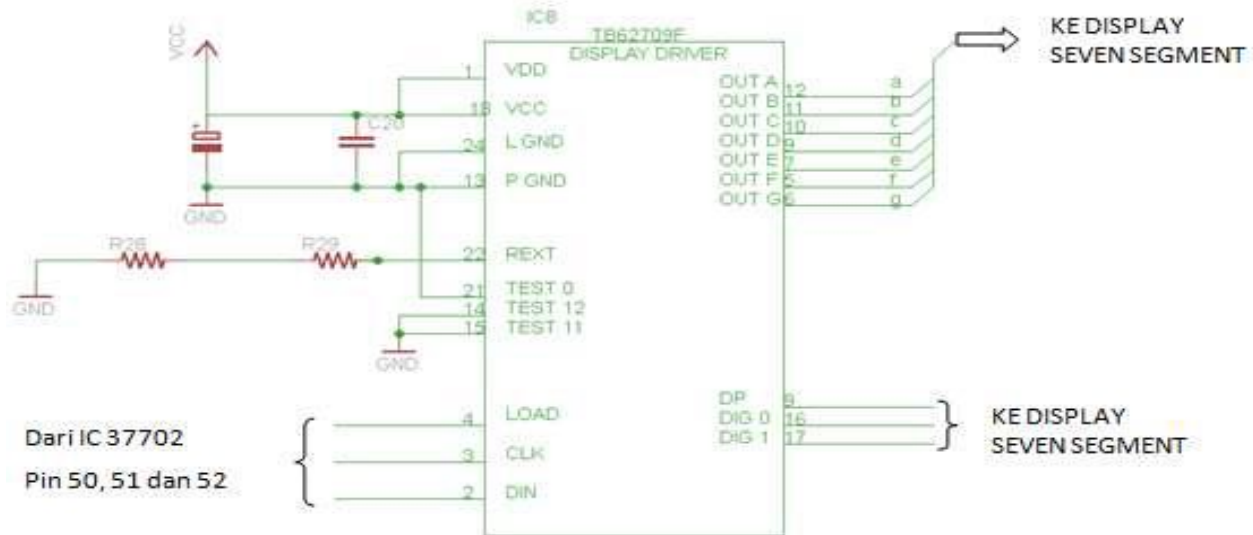 IC8
TB62709F
DISPLAY DRIVER
VCC
1 VDD
18 VCC
C20
24 L GND
13 P GND
GND
R28 R29
22 REXT
GND
21 TEST 0
14 TEST 12
15 TEST 11
GND
4 LOAD
3 CLK
2 DIN
Dari IC 37702
Pin 50, 51 dan 52
OUT A 12 a
OUT B 11 b
OUT C 10 c
OUT D 9 d
OUT E 7 e
OUT F 5 f
OUT G 6 g
KE DISPLAY
SEVEN SEGMENT
DP
DIG 0 16
DIG 1 17
KE DISPLAY
SEVEN SEGMENT